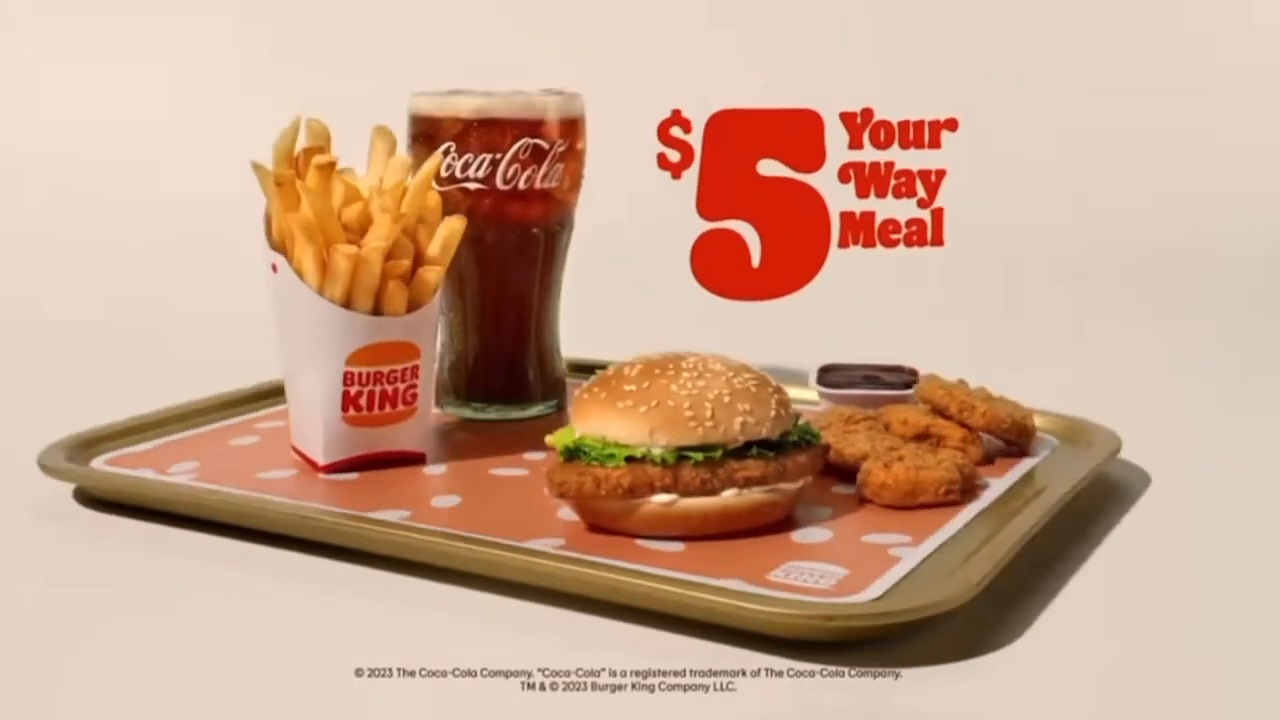 Coca-Cola
$5
Your
Way
Meal
BURGER
KING
© 2023 The Coca-Cola Company. "Coca-Cola" is a registered trademark of The Coca-Cola Company.
TM & © 2023 Burger King Company LLC.